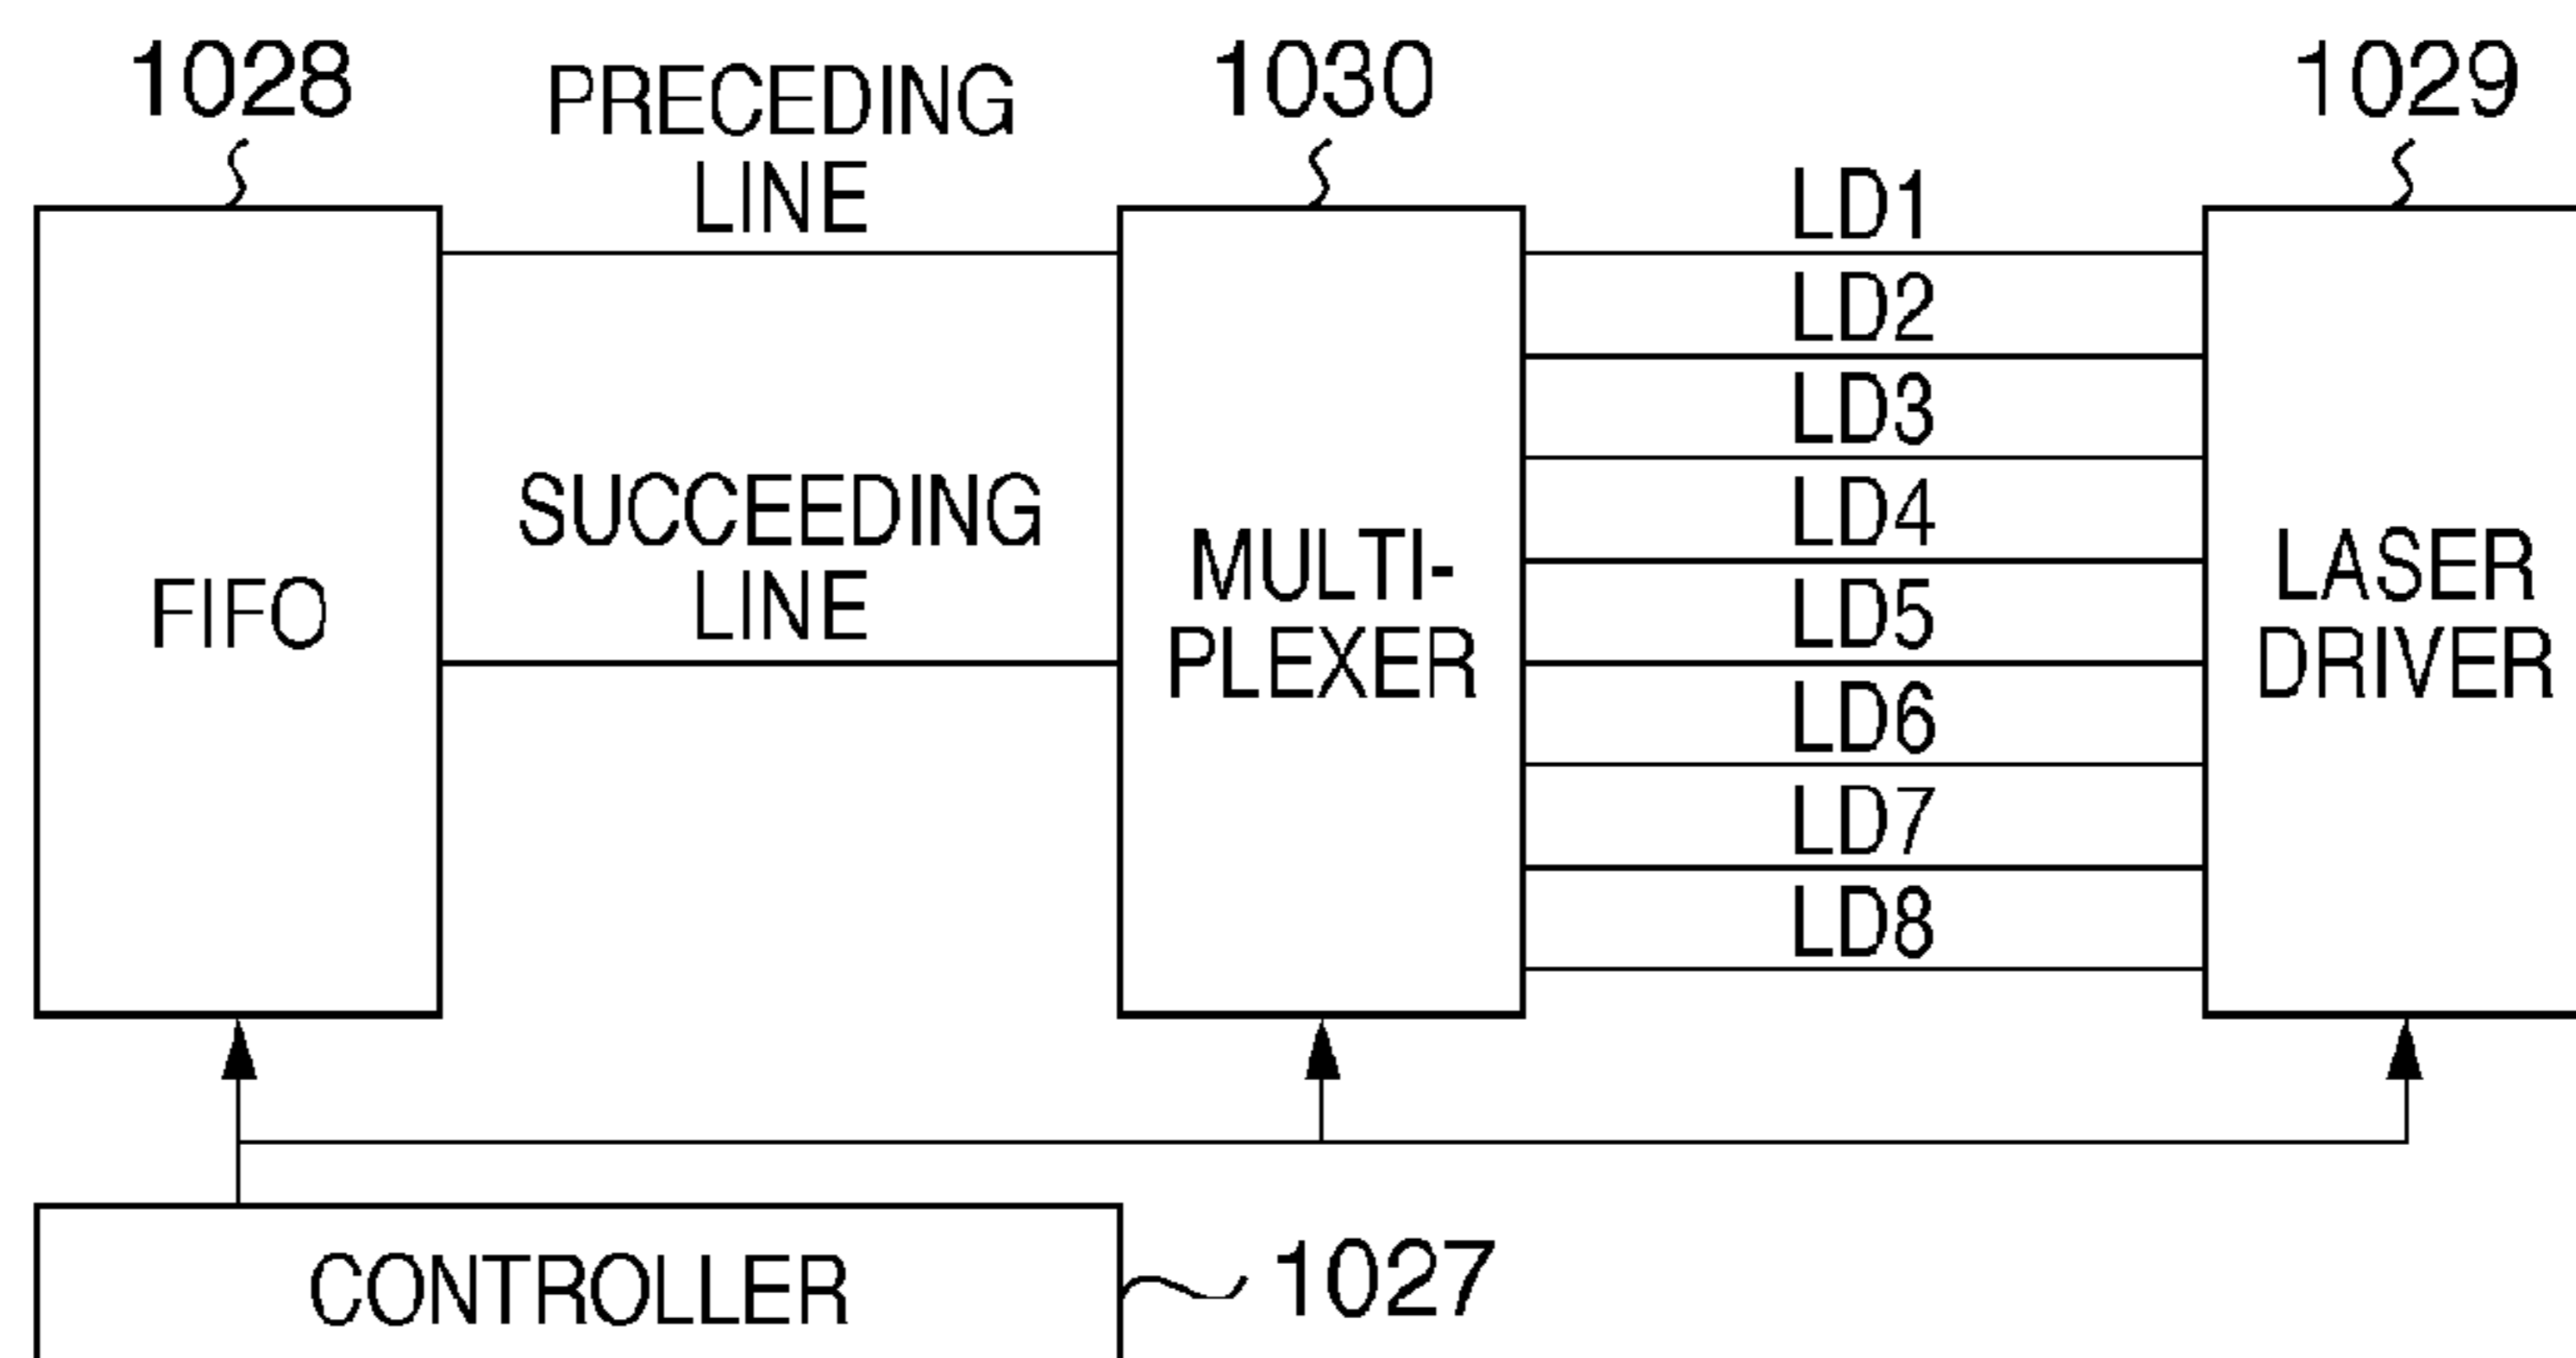 1028
PRECEDING
LINE
1030
1029
LD1
LD2
LD3
SUCCEEDING
LINE
LD4
LD5
FIFO
MULTI-
PLEXER
LASER
DRIVER
LD6
LD7
LD8
CONTROLLER
1027